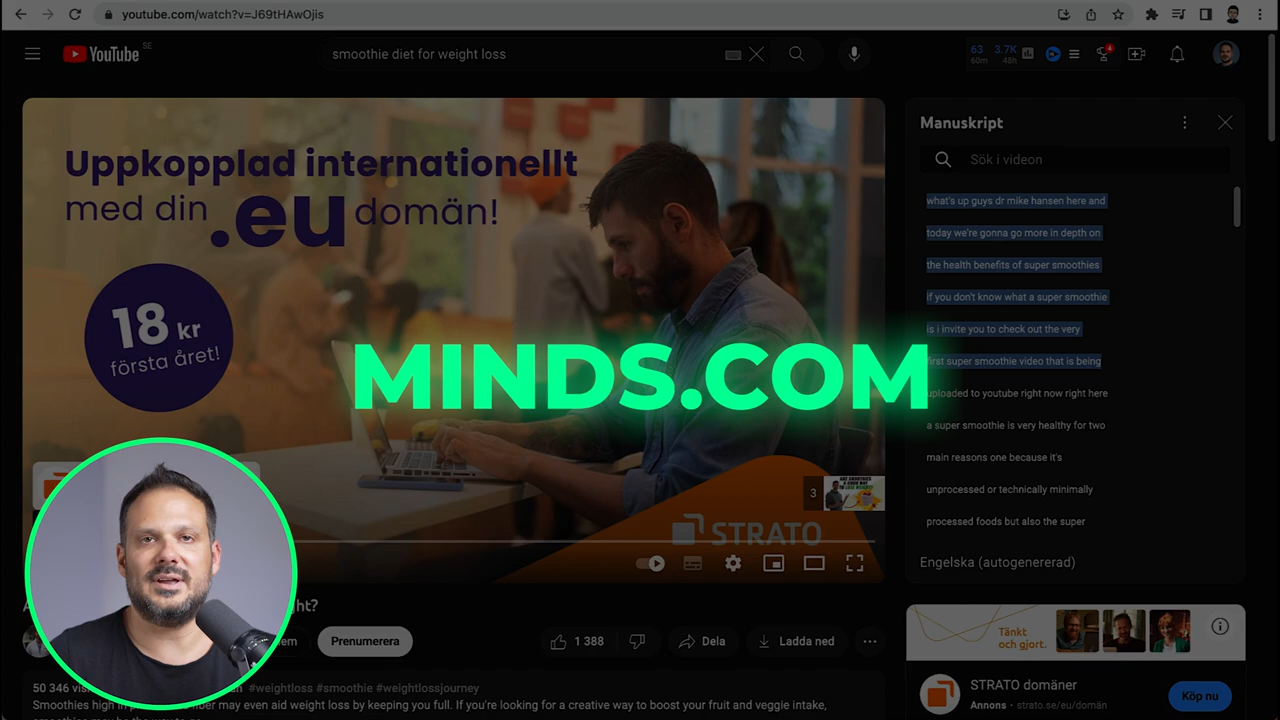 youtube.com/watch?v=J69tHAwOjis
YouTube SE
smoothie diet for weight loss
63 3.7K
60m 48h
4
Uppkopplad internationellt
med din .eu domän!
18 kr
första året!
MINDS.COM
3
STRATO
Manuskript
Sök i videon
what's up guys dr mike hansen here and
today we're gonna go more in depth on
the health benefits of super smoothies
if you don't know what a super smoothie
is i invite you to check out the very
first super smoothie video that is being
uploaded to youtube right now right here
a super smoothie is very healthy for two
main reasons one because it's
unprocessed or technically minimally
processed foods but also the super
Engelska (autogenererad)
ht?
Prenumerera
1 388
Dela
Ladda ned
50 346 #weightloss #smoothie #weightlossjourney
Smoothies high in may even aid weight loss by keeping you full. If you're looking for a creative way to boost your fruit and veggie intake,
Tänkt
och gjort.
STRATO domäner
Annons · strato.se/eu/domän
Köp nu